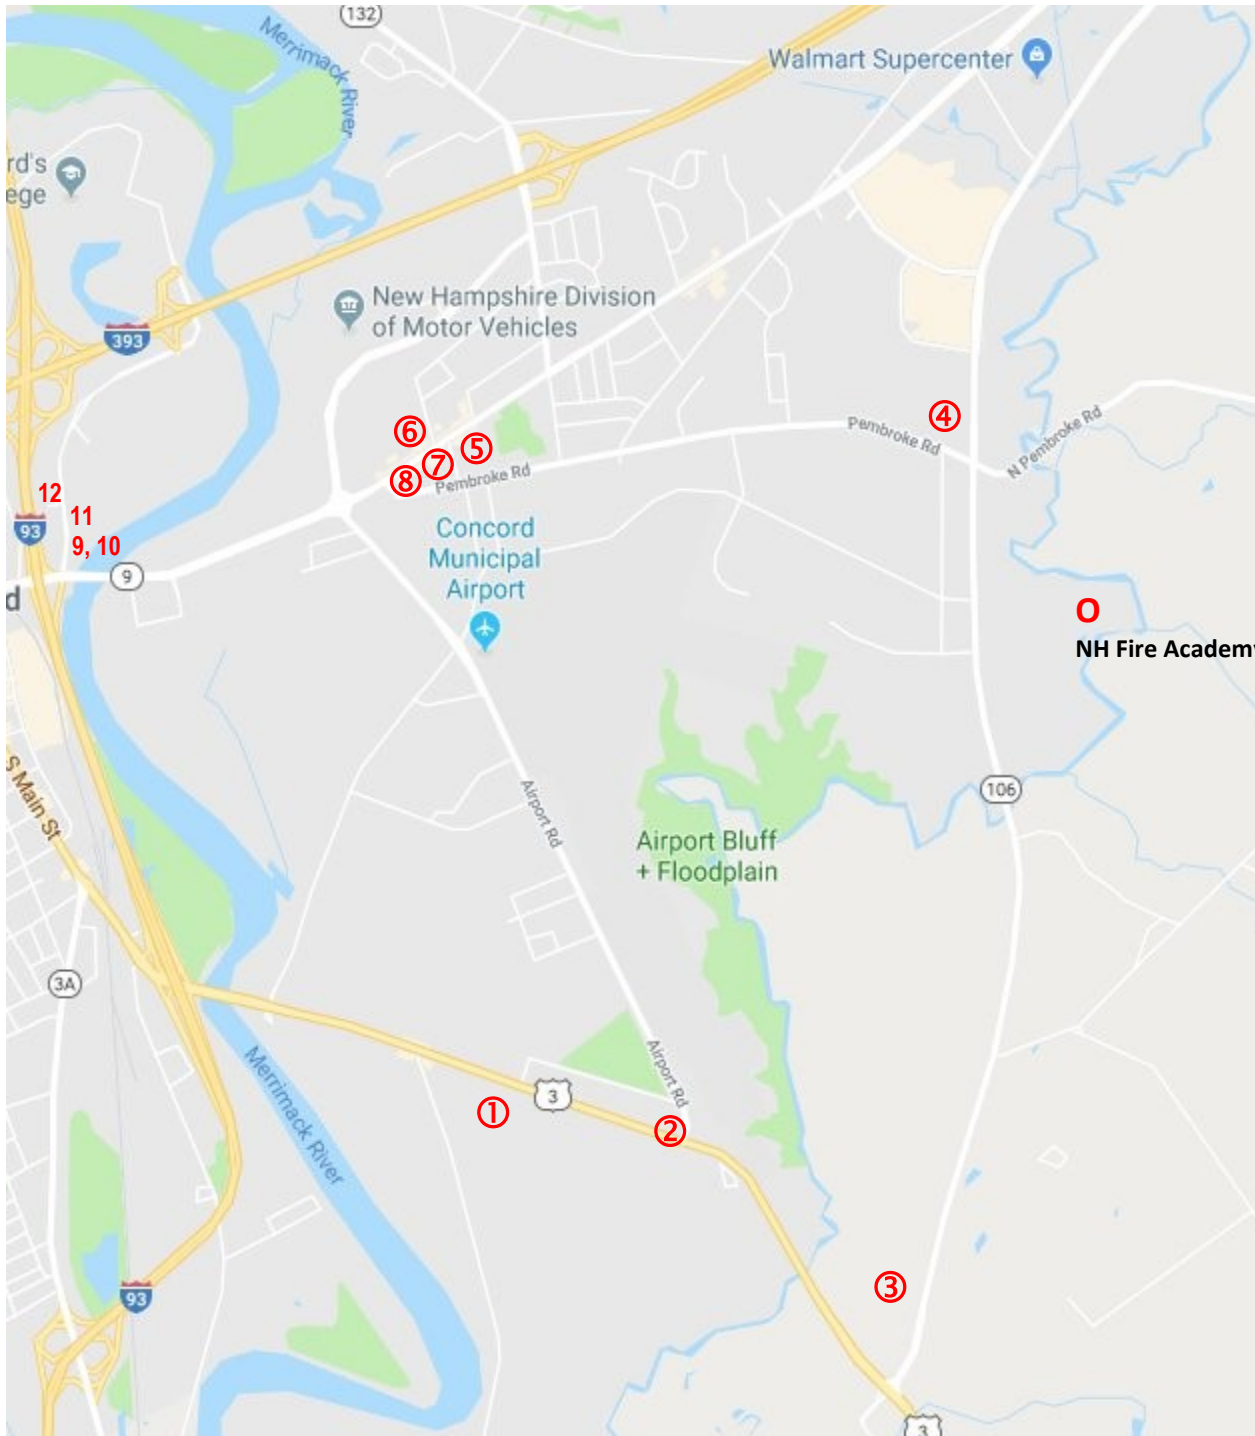 132
Merrimack River
Walmart Supercenter
rd's
ege
New Hampshire Division
of Motor Vehicles
393
④
Pembroke Rd
N Pembroke Rd
⑥
⑤
⑦
⑧
Pembroke Rd
12
93
11
9, 10
9
d
Concord
Municipal
Airport
O
NH Fire Academy
S Main St
Airport Rd
106
Airport Bluff
+ Floodplain
3A
Airport Rd
Merrimack River
①
3
②
③
93
3